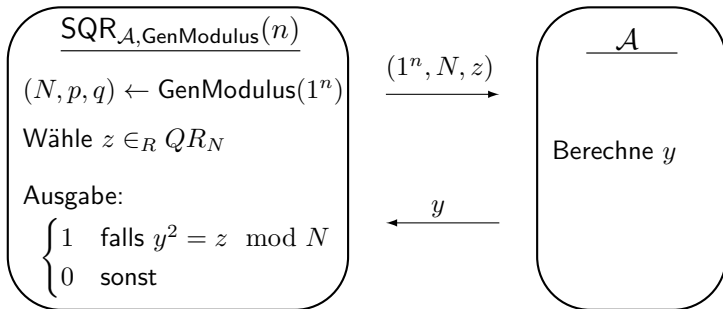 SQR_{𝒜,GenModulus}(n)
(N, p, q) ← GenModulus(1^n)
Wähle z ∈_R QR_N
Ausgabe:
{ 1 falls y^2 = z mod N
0 sonst
(1^n, N, z)
y
𝒜
Berechne y